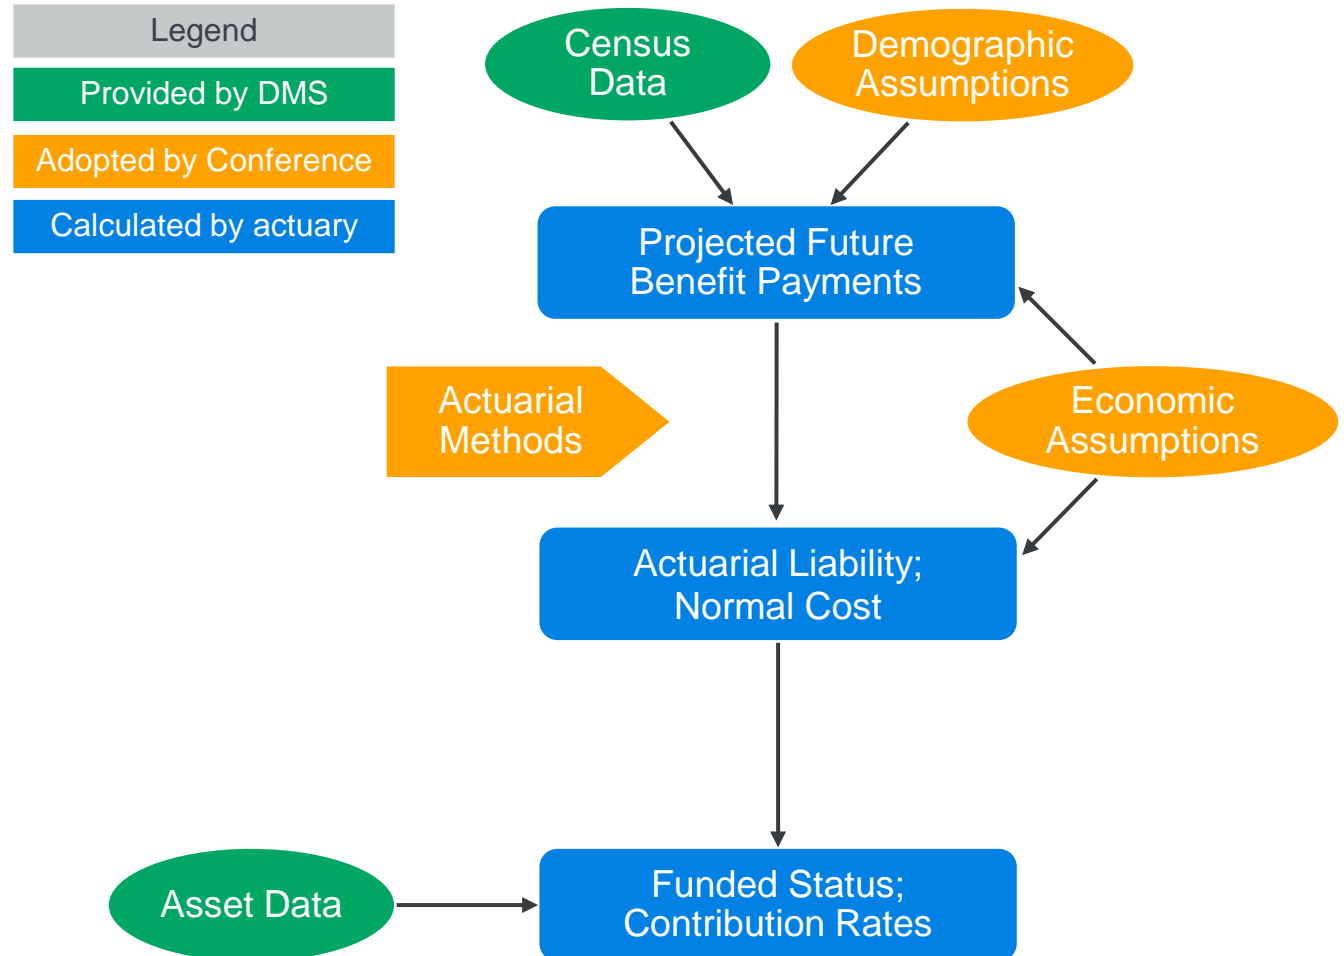 Legend
Provided by DMS
Adopted by Conference
Calculated by actuary
Census
Data
Demographic
Assumptions
Projected Future
Benefit Payments
Actuarial
Methods
Economic
Assumptions
Actuarial Liability;
Normal Cost
Asset Data
Funded Status;
Contribution Rates